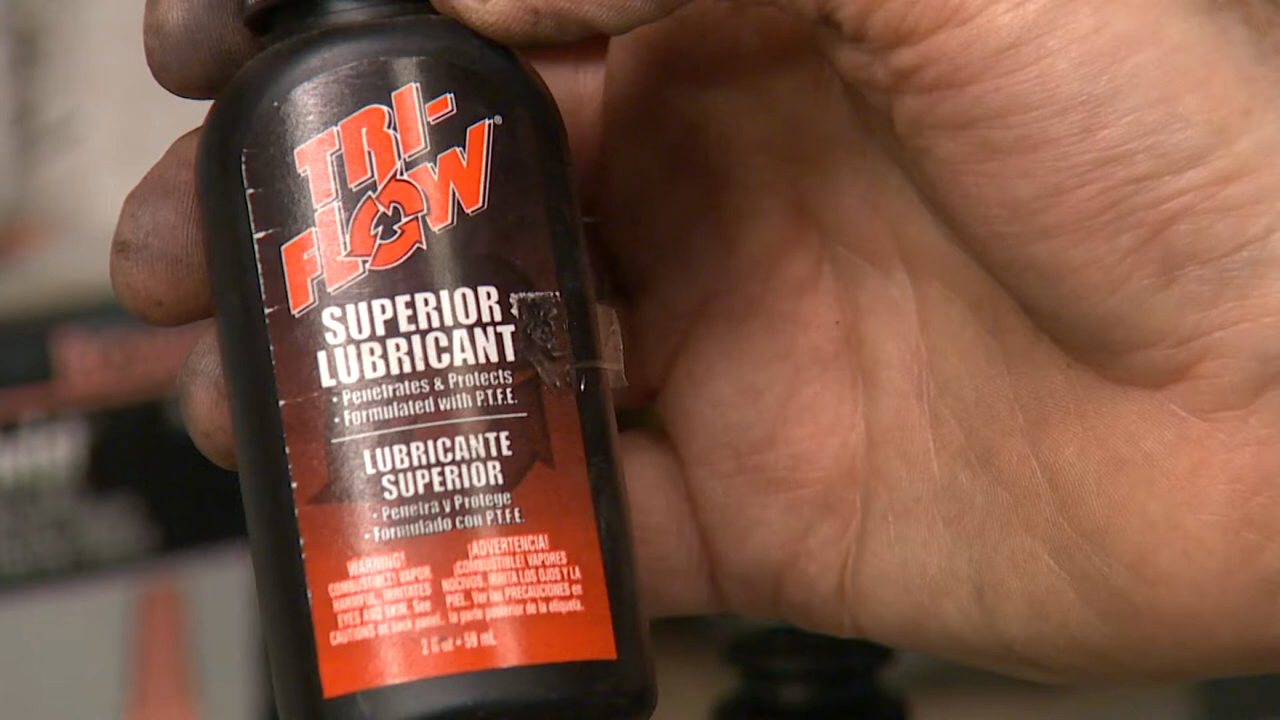 TRI-
FLOW®
SUPERIOR
LUBRICANT
• Penetrates & Protects
• Formulated with P.T.F.E.
LUBRICANTE
SUPERIOR
• Penetra y Protege
• Formulado con P.T.F.E.
WARNING!
COMBUSTIBLE! VAPOR
HARMFUL, IRRITATES
EYES AND SKIN. See
CAUTIONS on back panel.
¡ADVERTENCIA!
¡COMBUSTIBLE! VAPORES
NOCIVOS, IRRITA LOS OJOS Y LA
PIEL. Ver las PRECAUCIONES en
la parte posterior de la etiqueta.
2 fl oz • 59 mL